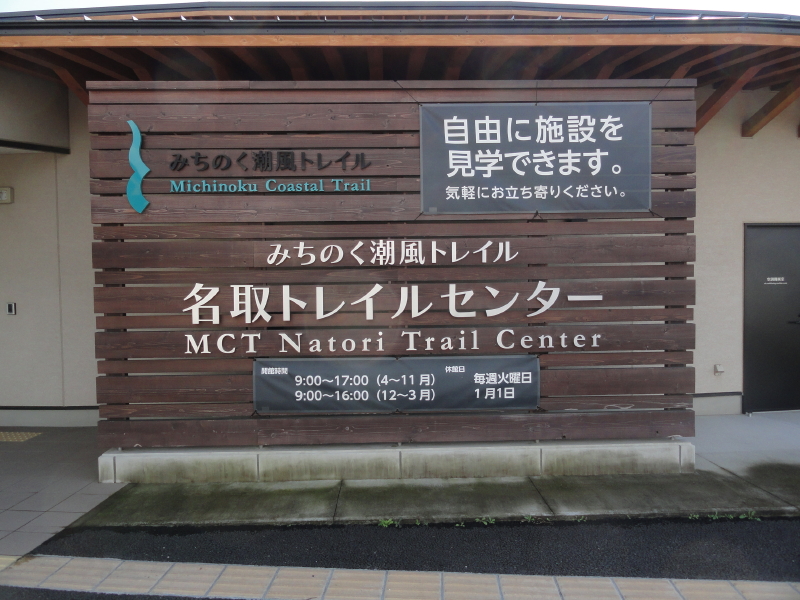 みちのく潮風トレイル
Michinoku Coastal Trail
自由に施設を
見学できます。
気軽にお立ち寄りください。
みちのく潮風トレイル
名取トレイルセンター
MCT Natori Trail Center
開館時間
9:00～17:00（4～11月）
9:00～16:00（12～3月）
休館日
毎週火曜日
1月1日